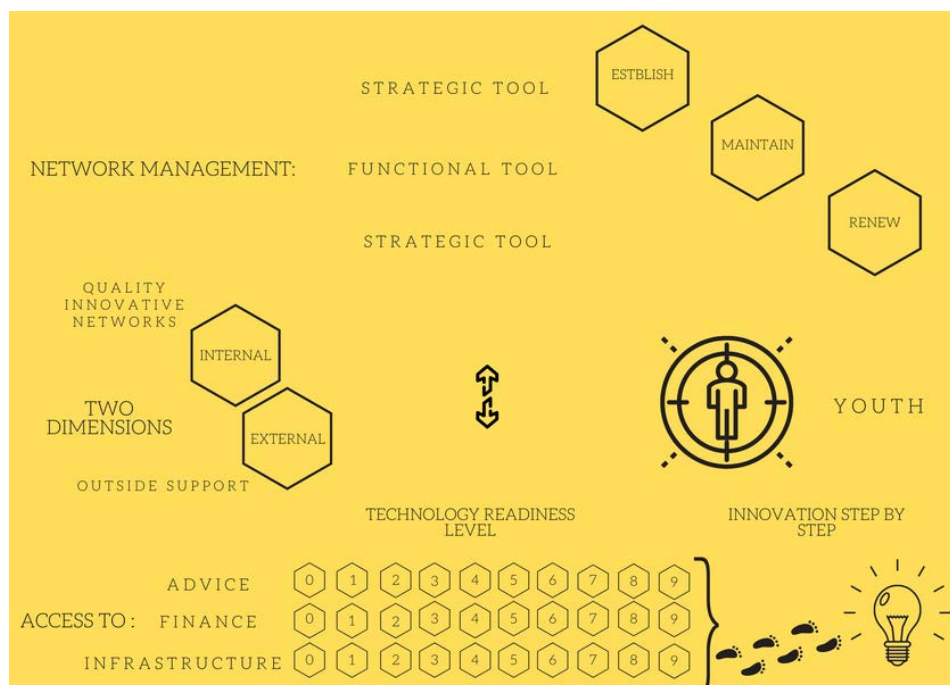 STRATEGIC TOOL
ESTBLISH
NETWORK MANAGEMENT:
FUNCTIONAL TOOL
MAINTAIN
STRATEGIC TOOL
RENEW
QUALITY
INNOVATIVE
NETWORKS
INTERNAL
TWO
DIMENSIONS
EXTERNAL
OUTSIDE SUPPORT
YOUTH
TECHNOLOGY READINESS
LEVEL
INNOVATION STEP BY
STEP
ACCESS TO :
ADVICE 0 1 2 3 4 5 6 7 8 9
FINANCE 0 1 2 3 4 5 6 7 8 9
INFRASTRUCTURE 0 1 2 3 4 5 6 7 8 9